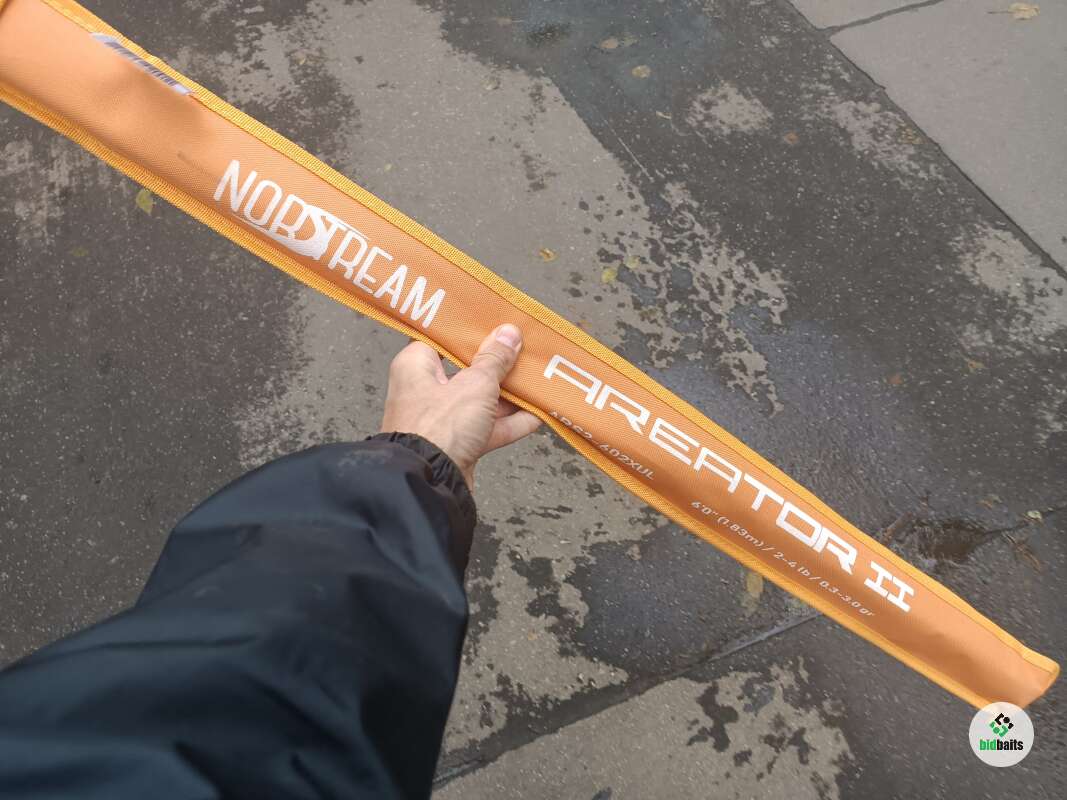 NORSTREAM
AREATOR II
ARS2-602XUL
6'0" (1.83m) / 2-4 lb / 0.3-3.0 gr
bidbaits